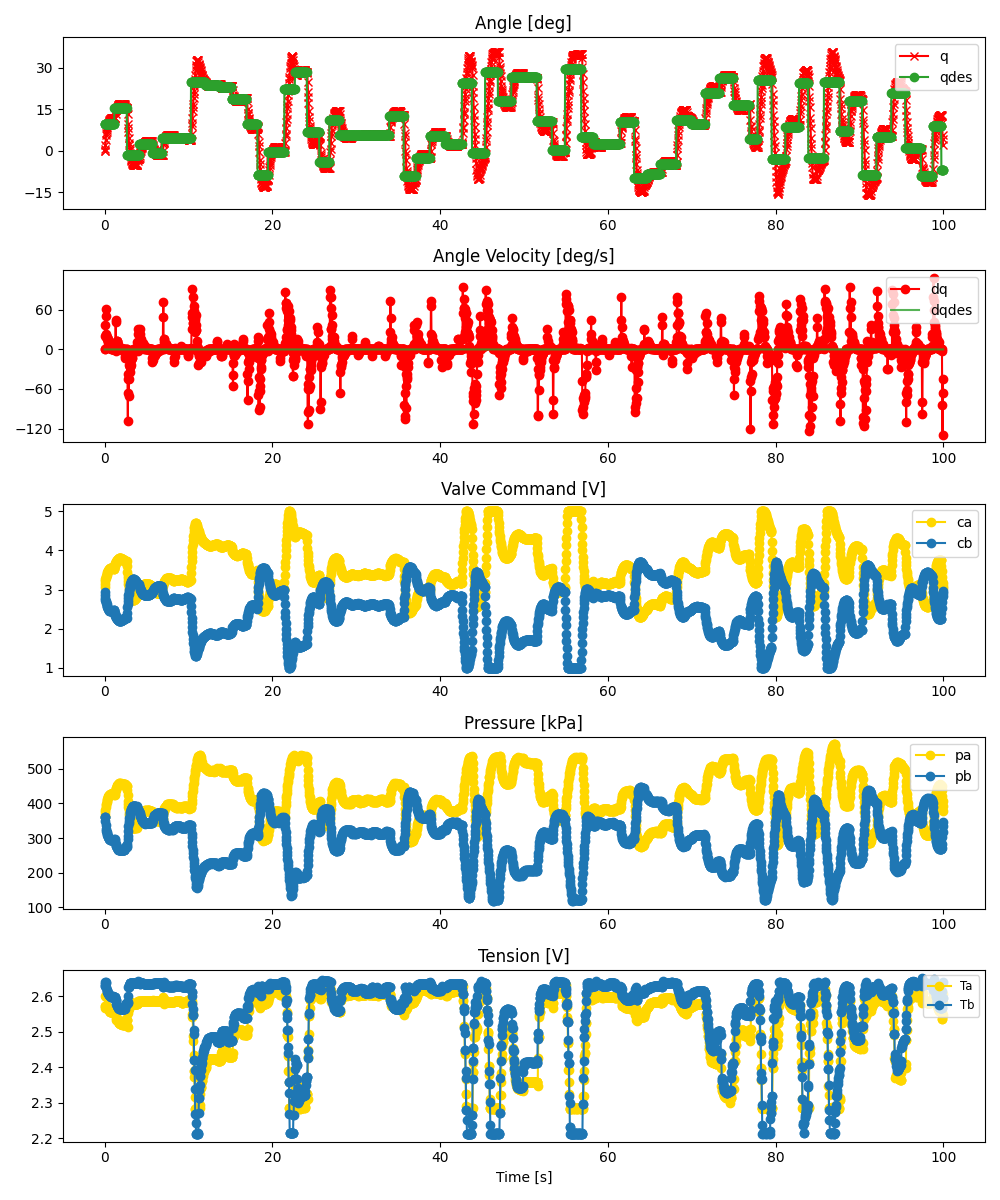 Angle [deg]
30
15
0
−15
q
qdes
0 20 40 60 80 100
Angle Velocity [deg/s]
60
0
−60
−120
dq
dqdes
0 20 40 60 80 100
Valve Command [V]
5
4
3
2
1
ca
cb
0 20 40 60 80 100
Pressure [kPa]
500
400
300
200
100
pa
pb
0 20 40 60 80 100
Tension [V]
2.6
2.5
2.4
2.3
2.2
Ta
Tb
0 20 40 60 80 100
Time [s]